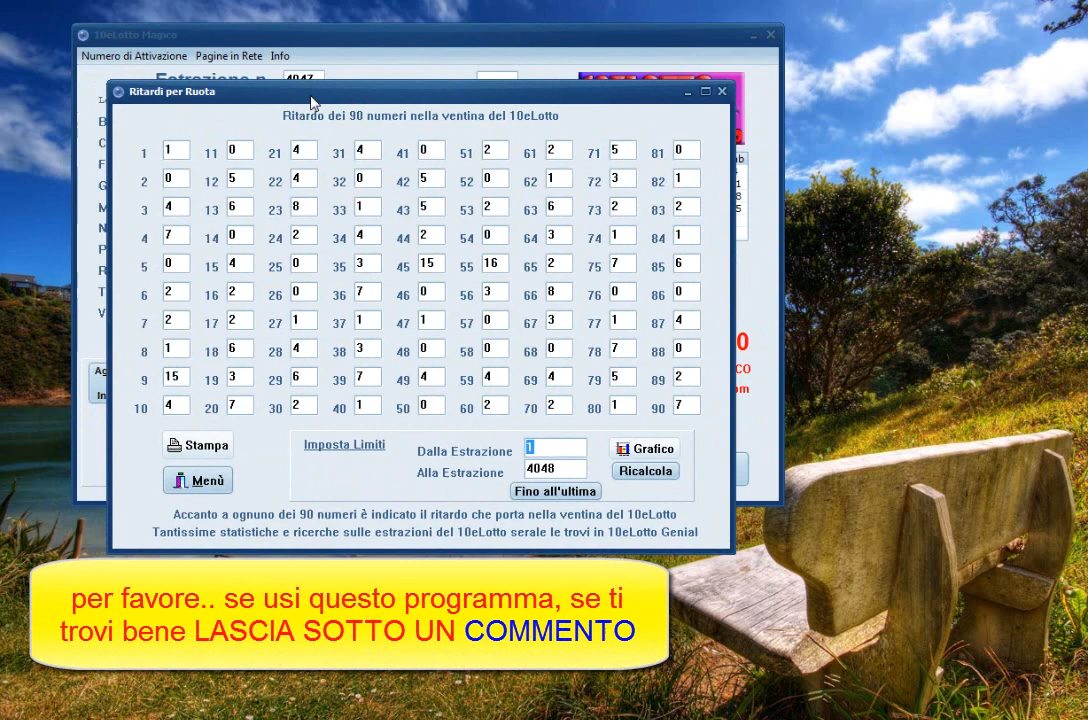 10eLotto Magico
Numero di Attivazione Pagine in Rete Info
Estrazione n. 4047
Ritardi per Ruota
Ritardo dei 90 numeri nella ventina del 10eLotto
1 1 11 0 21 4 31 4 41 0 51 2 61 2 71 5 81 0
2 0 12 5 22 4 32 0 42 5 52 0 62 1 72 3 82 1
3 4 13 6 23 8 33 1 43 5 53 2 63 6 73 2 83 2
4 7 14 0 24 2 34 4 44 2 54 0 64 3 74 1 84 1
5 0 15 4 25 0 35 3 45 15 55 16 65 2 75 7 85 6
6 2 16 2 26 0 36 7 46 0 56 3 66 8 76 0 86 0
7 2 17 2 27 1 37 1 47 1 57 0 67 3 77 1 87 4
8 1 18 6 28 4 38 3 48 0 58 0 68 0 78 7 88 0
9 15 19 3 29 6 39 7 49 4 59 4 69 4 79 5 89 2
10 4 20 7 30 2 40 1 50 0 60 2 70 2 80 1 90 7
Stampa
Menù
Imposta Limiti
Dalla Estrazione 1
Grafico
Alla Estrazione 4048
Ricalcola
Fino all'ultima
Accanto a ognuno dei 90 numeri è indicato il ritardo che porta nella ventina del 10eLotto
Tantissime statistiche e ricerche sulle estrazioni del 10eLotto serale le trovi in 10eLotto Genial
per favore.. se usi questo programma, se ti
trovi bene LASCIA SOTTO UN COMMENTO